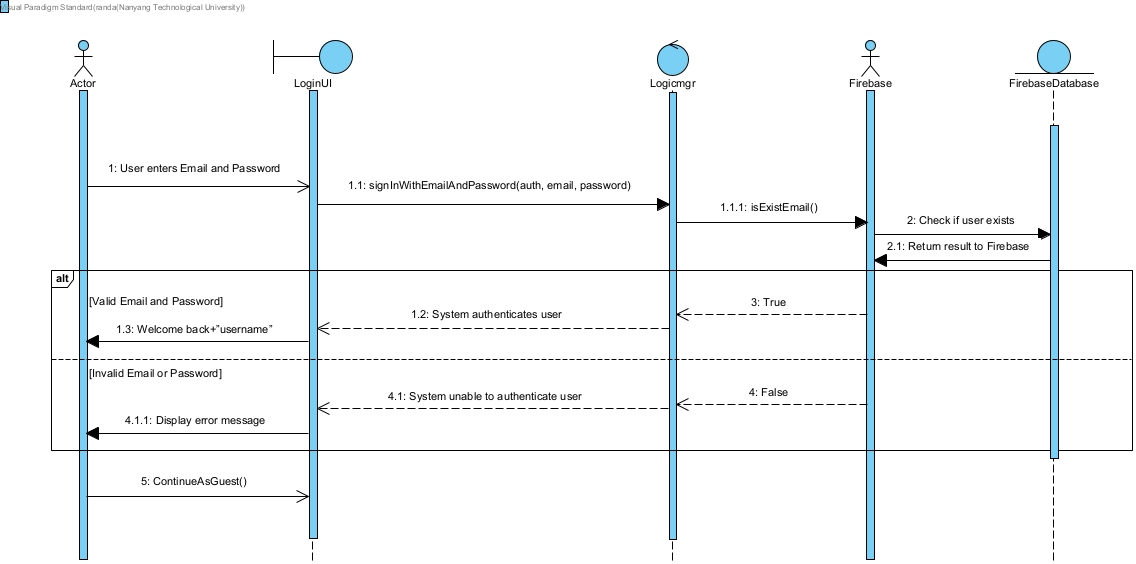 Visual Paradigm Standard(randa(Nanyang Technological University))
Actor
LoginUI
Logicmgr
Firebase
FirebaseDatabase
1: User enters Email and Password
1.1: signInWithEmailAndPassword(auth, email, password)
1.1.1: isExistEmail()
2: Check if user exists
2.1: Return result to Firebase
alt
[Valid Email and Password]
3: True
1.2: System authenticates user
1.3: Welcome back+"username"
[Invalid Email or Password]
4: False
4.1: System unable to authenticate user
4.1.1: Display error message
5: ContinueAsGuest()